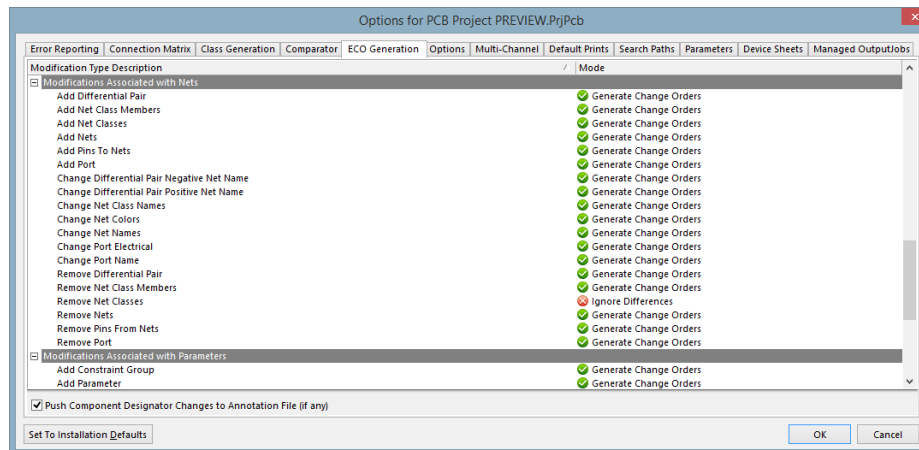 Options for PCB Project PREVIEW.PrjPcb
Error Reporting Connection Matrix Class Generation Comparator ECO Generation Options Multi-Channel Default Prints Search Paths Parameters Device Sheets Managed OutputJobs
Modification Type Description Mode
Modifications Associated with Nets
Add Differential Pair Generate Change Orders
Add Net Class Members Generate Change Orders
Add Net Classes Generate Change Orders
Add Nets Generate Change Orders
Add Pins To Nets Generate Change Orders
Add Port Generate Change Orders
Change Differential Pair Negative Net Name Generate Change Orders
Change Differential Pair Positive Net Name Generate Change Orders
Change Net Class Names Generate Change Orders
Change Net Colors Generate Change Orders
Change Net Names Generate Change Orders
Change Port Electrical Generate Change Orders
Change Port Name Generate Change Orders
Remove Differential Pair Generate Change Orders
Remove Net Class Members Generate Change Orders
Remove Net Classes Ignore Differences
Remove Nets Generate Change Orders
Remove Pins From Nets Generate Change Orders
Remove Port Generate Change Orders
Modifications Associated with Parameters
Add Constraint Group Generate Change Orders
Add Parameter Generate Change Orders
Push Component Designator Changes to Annotation File (if any)
Set To Installation Defaults OK Cancel